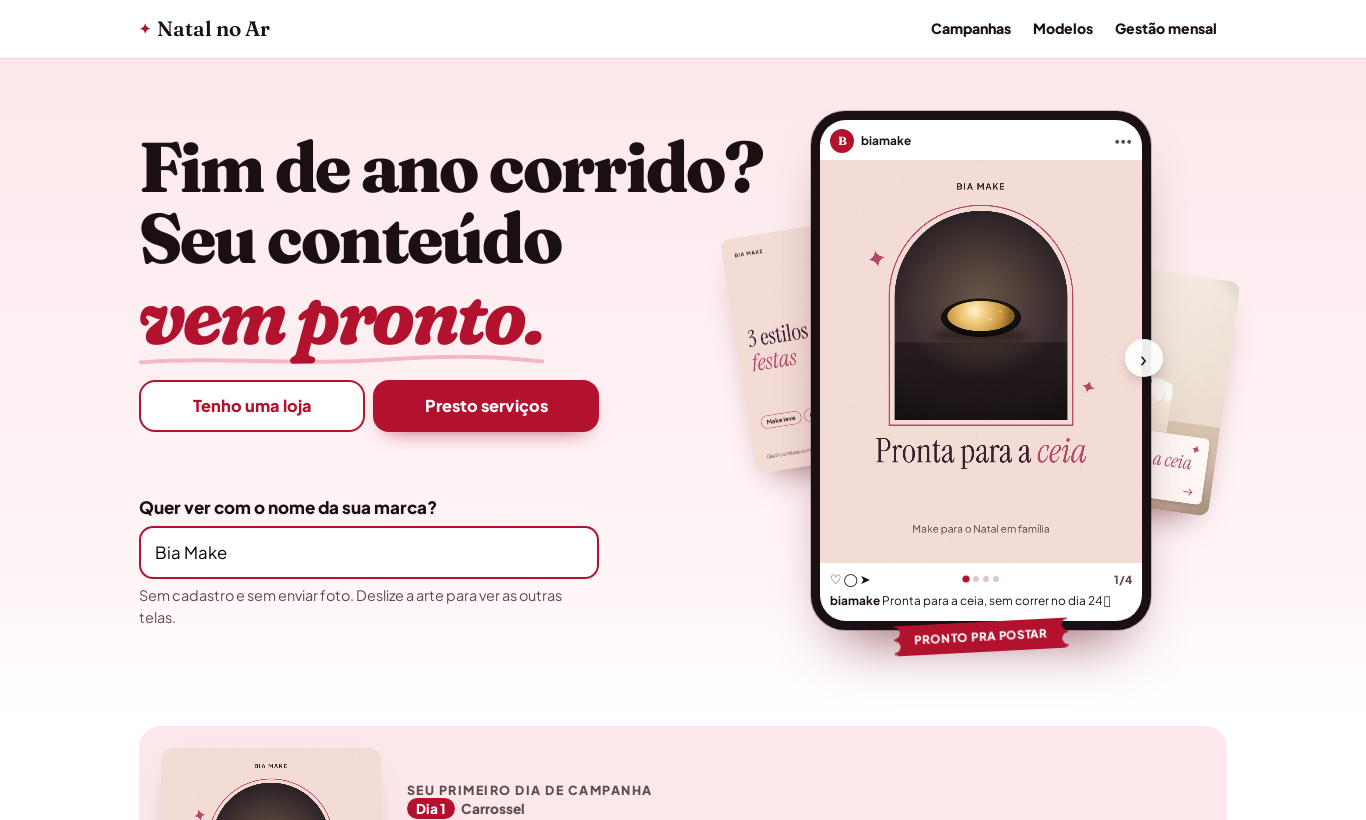 Natal no Ar
Campanhas
Modelos
Gestão mensal
Fim de ano corrido?
Seu conteúdo
vem pronto.
Tenho uma loja
Presto serviços
Quer ver com o nome da sua marca?
Bia Make
Sem cadastro e sem enviar foto. Deslize a arte para ver as outras
telas.
BIA MAKE
3 estilos
festas
Make leve
B
biamake
BIA MAKE
Pronta para a ceia
Make para o Natal em família
1/4
biamake Pronta para a ceia, sem correr no dia 24
PRONTO PRA POSTAR
a ceia
BIA MAKE
SEU PRIMEIRO DIA DE CAMPANHA
Dia 1
Carrossel